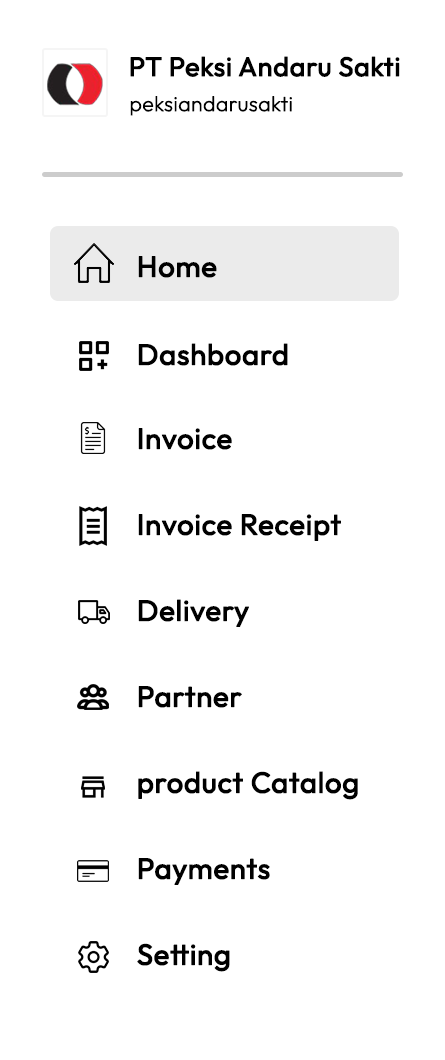 PT Peksi Andaru Sakti
peksiandarusakti
Home
Dashboard
Invoice
Invoice Receipt
Delivery
Partner
product Catalog
Payments
Setting